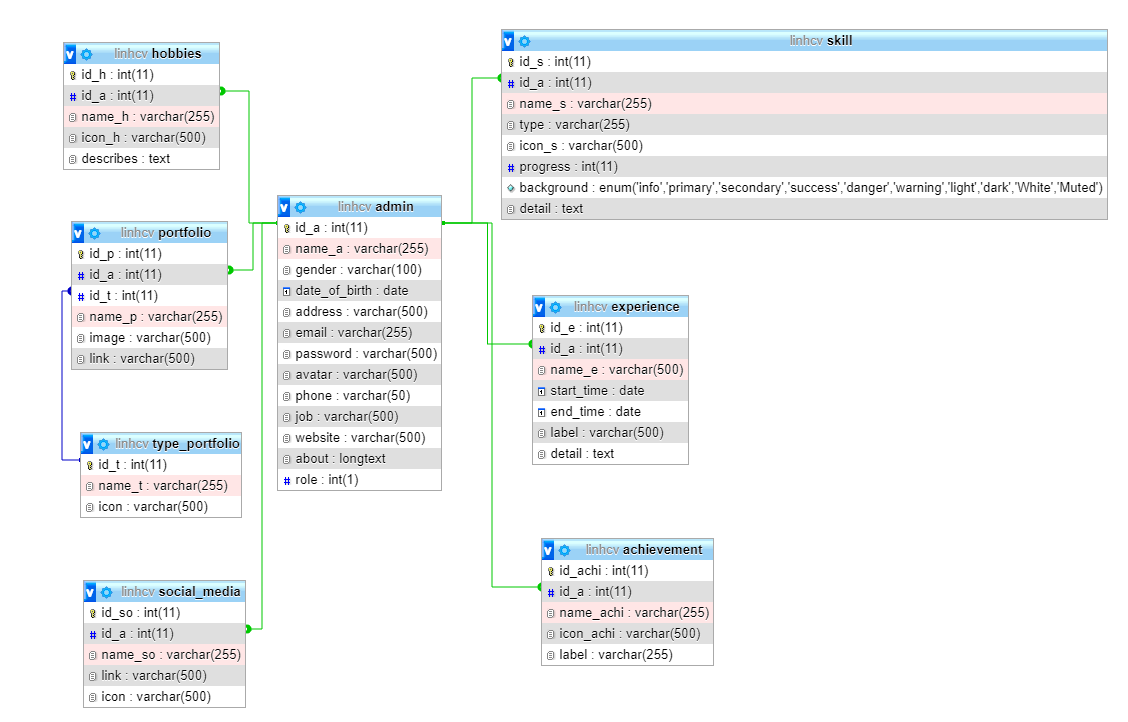 linhcv hobbies
id_h : int(11)
id_a : int(11)
name_h : varchar(255)
icon_h : varchar(500)
describes : text
linhcv skill
id_s : int(11)
id_a : int(11)
name_s : varchar(255)
type : varchar(255)
icon_s : varchar(500)
progress : int(11)
background : enum('info','primary','secondary','success','danger','warning','light','dark','White','Muted')
detail : text
linhcv portfolio
id_p : int(11)
id_a : int(11)
id_t : int(11)
name_p : varchar(255)
image : varchar(500)
link : varchar(500)
linhcv admin
id_a : int(11)
name_a : varchar(255)
gender : varchar(100)
date_of_birth : date
address : varchar(500)
email : varchar(255)
password : varchar(500)
avatar : varchar(500)
phone : varchar(50)
job : varchar(500)
website : varchar(500)
about : longtext
role : int(1)
linhcv experience
id_e : int(11)
id_a : int(11)
name_e : varchar(500)
start_time : date
end_time : date
label : varchar(500)
detail : text
linhcv type_portfolio
id_t : int(11)
name_t : varchar(255)
icon : varchar(500)
linhcv social_media
id_so : int(11)
id_a : int(11)
name_so : varchar(255)
link : varchar(500)
icon : varchar(500)
linhcv achievement
id_achi : int(11)
id_a : int(11)
name_achi : varchar(255)
icon_achi : varchar(500)
label : varchar(255)